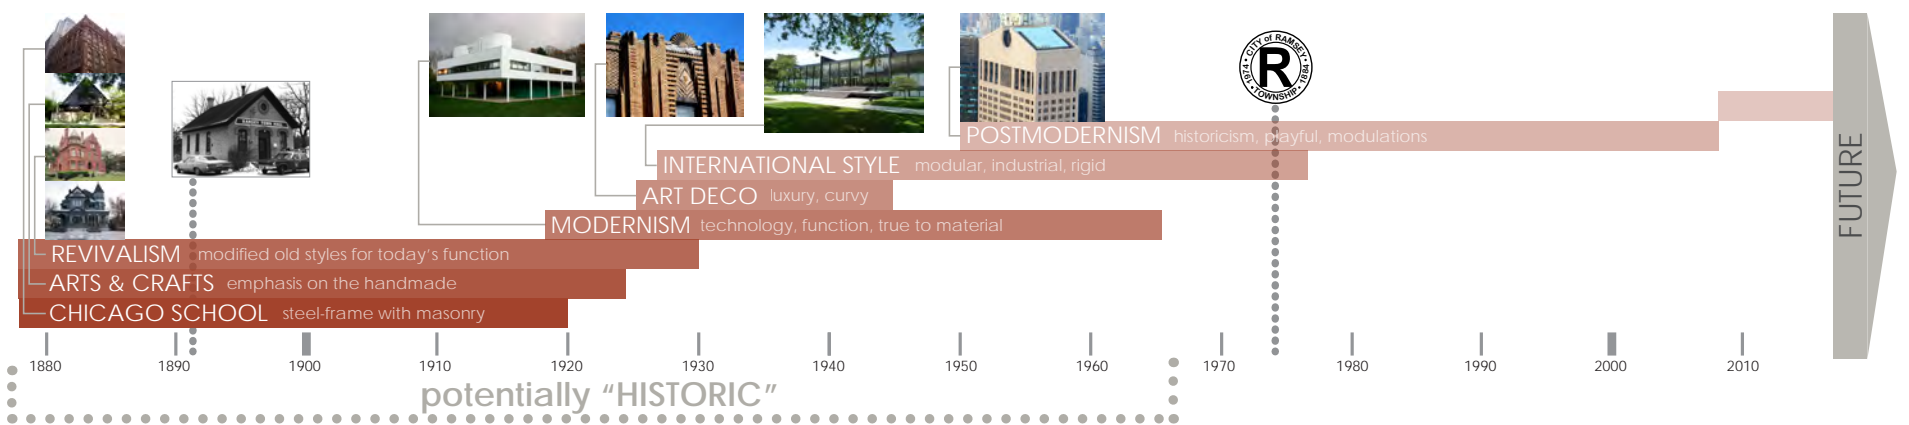 CITY of RAMSEY
1974
R
1884
TOWNSHIP
POSTMODERNISM historicism, playful, modulations
INTERNATIONAL STYLE modular, industrial, rigid
ART DECO luxury, curvy
MODERNISM technology, function, true to material
REVIVALISM modified old styles for today's function
ARTS & CRAFTS emphasis on the handmade
CHICAGO SCHOOL steel-frame with masonry
FUTURE
1880 1890 1900 1910 1920 1930 1940 1950 1960 1970 1980 1990 2000 2010
potentially “HISTORIC”